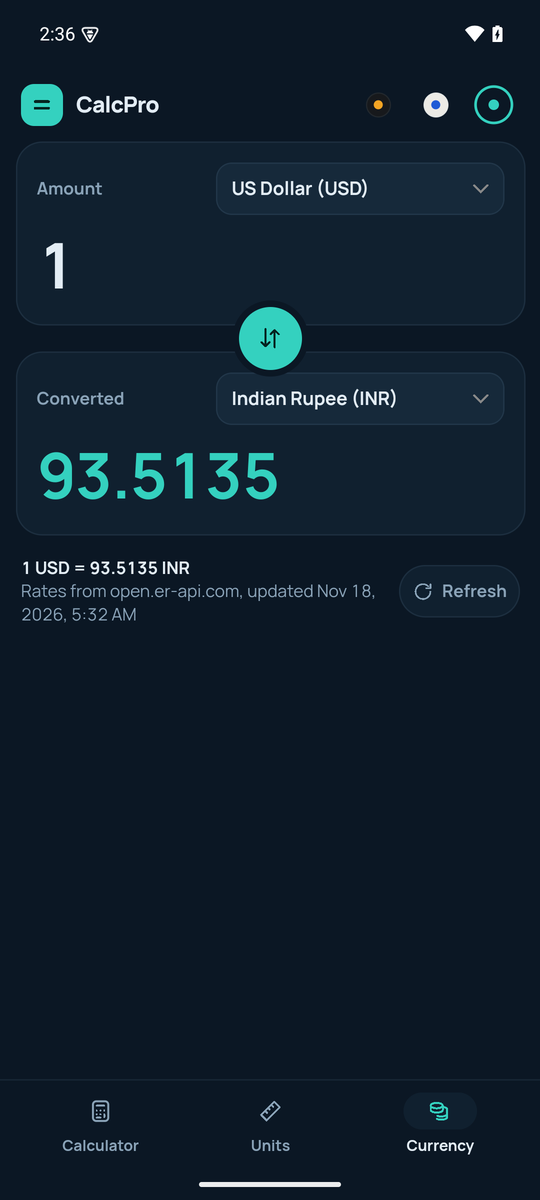 2:36
CalcPro
Amount
US Dollar (USD)
1
Converted
Indian Rupee (INR)
93.5135
1 USD = 93.5135 INR
Rates from open.er-api.com, updated Nov 18,
2026, 5:32 AM
Refresh
Calculator
Units
Currency